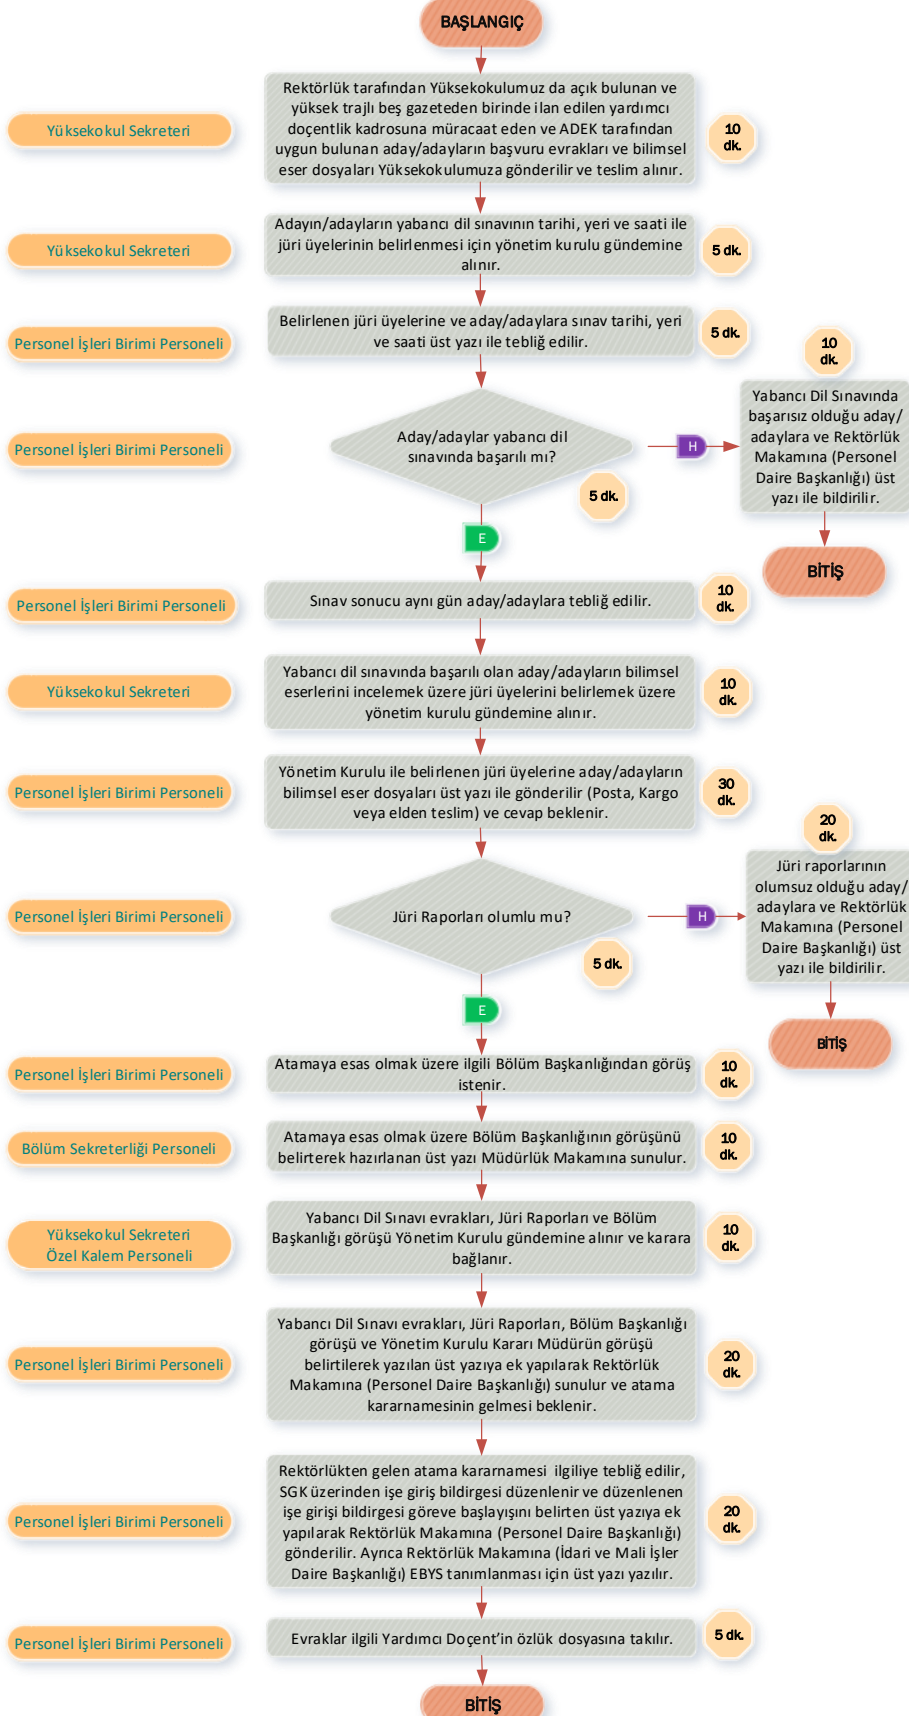 BAŞLANGIÇ
Yüksekokul Sekreteri
Rektörlük tarafından Yüksekokulumuz da açık bulunan ve
yüksek trajlı beş gazeteden birinde ilan edilen yardımcı
doçentlik kadrosuna müracaat eden ve ADEK tarafından
uygun bulunan aday/adayların başvuru evrakları ve bilimsel
eser dosyaları Yüksekokulumuza gönderilir ve teslim alınır.
10
dk.
Yüksekokul Sekreteri
Adayın/adayların yabancı dil sınavının tarihi, yeri ve saati ile
jüri üyelerinin belirlenmesi için yönetim kurulu gündemine
alınır.
5 dk.
Personel İşleri Birimi Personeli
Belirlenen jüri üyelerine ve aday/adaylara sınav tarihi, yeri
ve saati üst yazı ile tebliğ edilir.
5 dk.
Personel İşleri Birimi Personeli
Aday/adaylar yabancı dil
sınavında başarılı mı?
5 dk.
H
10
dk.
Yabancı Dil Sınavında
başarısız olduğu aday/
adaylara ve Rektörlük
Makamına (Personel
Daire Başkanlığı) üst
yazı ile bildirilir.
BİTİŞ
E
Personel İşleri Birimi Personeli
Sınav sonucu aynı gün aday/adaylara tebliğ edilir.
10
dk.
Yüksekokul Sekreteri
Yabancı dil sınavında başarılı olan aday/adayların bilimsel
eserlerini incelemek üzere jüri üyelerini belirlemek üzere
yönetim kurulu gündemine alınır.
10
dk.
Personel İşleri Birimi Personeli
Yönetim Kurulu ile belirlenen jüri üyelerine aday/adayların
bilimsel eser dosyaları üst yazı ile gönderilir (Posta, Kargo
veya elden teslim) ve cevap beklenir.
30
dk.
Personel İşleri Birimi Personeli
Jüri Raporları olumlu mu?
5 dk.
H
20
dk.
Jüri raporlarının
olumsuz olduğu aday/
adaylara ve Rektörlük
Makamına (Personel
Daire Başkanlığı) üst
yazı ile bildirilir.
BİTİŞ
E
Personel İşleri Birimi Personeli
Atamaya esas olmak üzere ilgili Bölüm Başkanlığından görüş
istenir.
10
dk.
Bölüm Sekreterliği Personeli
Atamaya esas olmak üzere Bölüm Başkanlığının görüşünü
belirterek hazırlanan üst yazı Müdürlük Makamına sunulur.
10
dk.
Yüksekokul Sekreteri
Özel Kalem Personeli
Yabancı Dil Sınavı evrakları, Jüri Raporları ve Bölüm
Başkanlığı görüşü Yönetim Kurulu gündemine alınır ve karara
bağlanır.
10
dk.
Personel İşleri Birimi Personeli
Yabancı Dil Sınavı evrakları, Jüri Raporları, Bölüm Başkanlığı
görüşü ve Yönetim Kurulu Kararı Müdürün görüşü
belirtilerek yazılan üst yazıya ek yapılarak Rektörlük
Makamına (Personel Daire Başkanlığı) sunulur ve atama
kararnamesinin gelmesi beklenir.
20
dk.
Personel İşleri Birimi Personeli
Rektörlükten gelen atama kararnamesi ilgiliye tebliğ edilir,
SGK üzerinden işe giriş bildirgesi düzenlenir ve düzenlenen
işe girişi bildirgesi göreve başlayışını belirten üst yazıya ek
yapılarak Rektörlük Makamına (Personel Daire Başkanlığı)
gönderilir. Ayrıca Rektörlük Makamına (İdari ve Mali İşler
Daire Başkanlığı) EBYS tanımlanması için üst yazı yazılır.
20
dk.
Personel İşleri Birimi Personeli
Evraklar ilgili Yardımcı Doçent’in özlük dosyasına takılır.
5 dk.
BİTİŞ